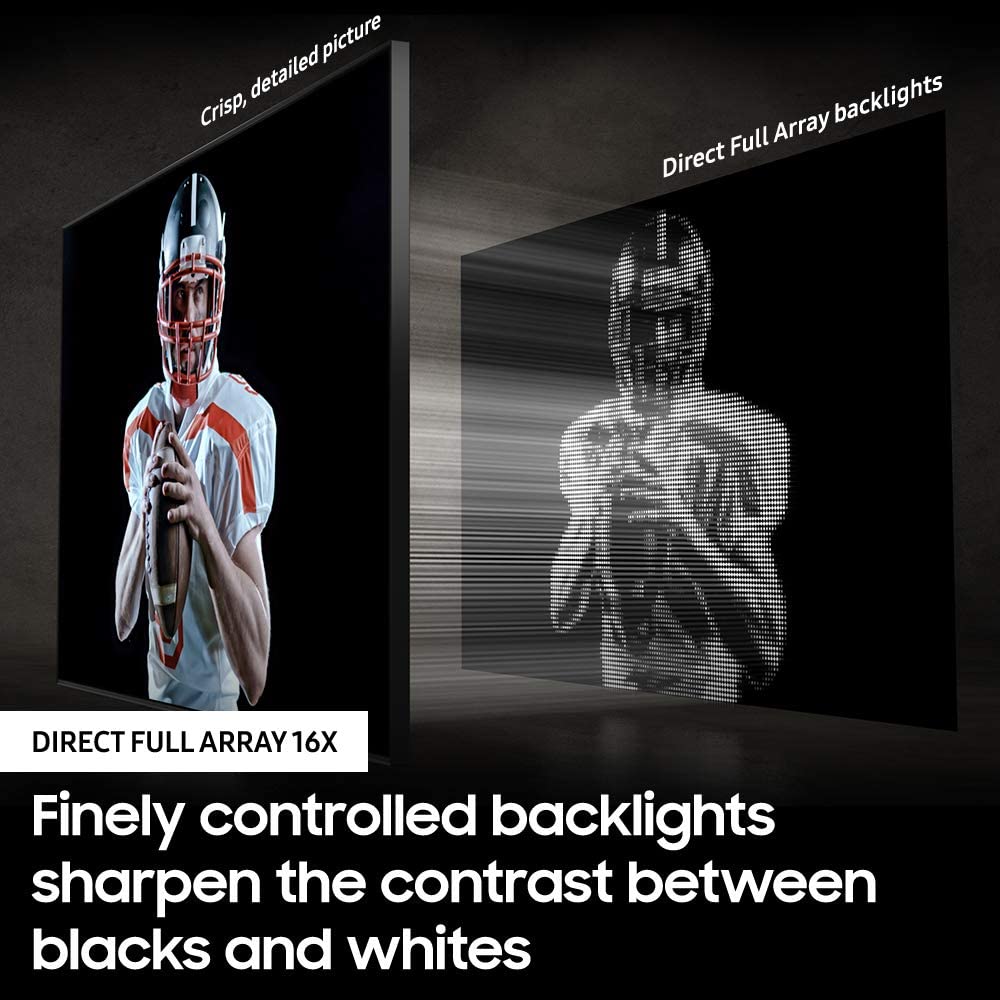 Crisp, detailed picture
Direct Full Array backlights
DIRECT FULL ARRAY 16X
Finely controlled backlights
sharpen the contrast between
blacks and whites